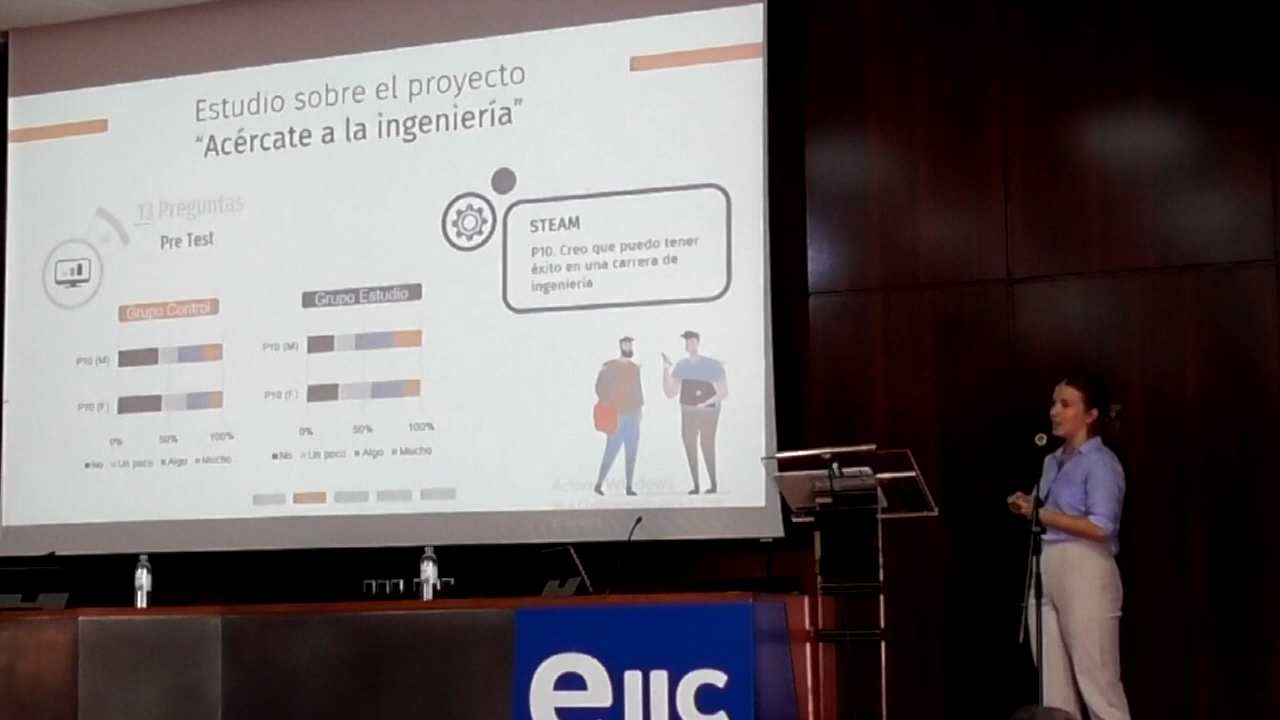 Estudio sobre el proyecto
“Acércate a la ingeniería”
13 Preguntas
Pre Test
STEAM
P10. Creo que puedo tener
éxito en una carrera de
ingeniería
Grupo Control
P10 (M)
P10 (F)
0% 50% 100%
No Un poco Algo Mucho
Grupo Estudio
P10 (M)
P10 (F)
0% 50% 100%
No Un poco Algo Mucho
eiic